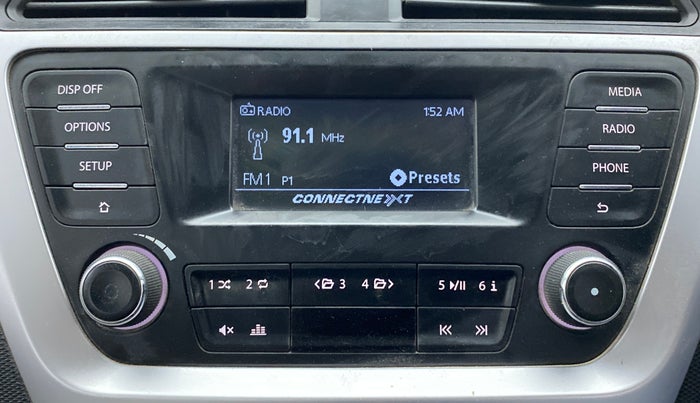 DISP OFF
OPTIONS
SETUP
RADIO 1:52 AM
91.1 MHz
FM1 P1 Presets
CONNECTNEXT
MEDIA
RADIO
PHONE
1 2 3 4 5 6 i